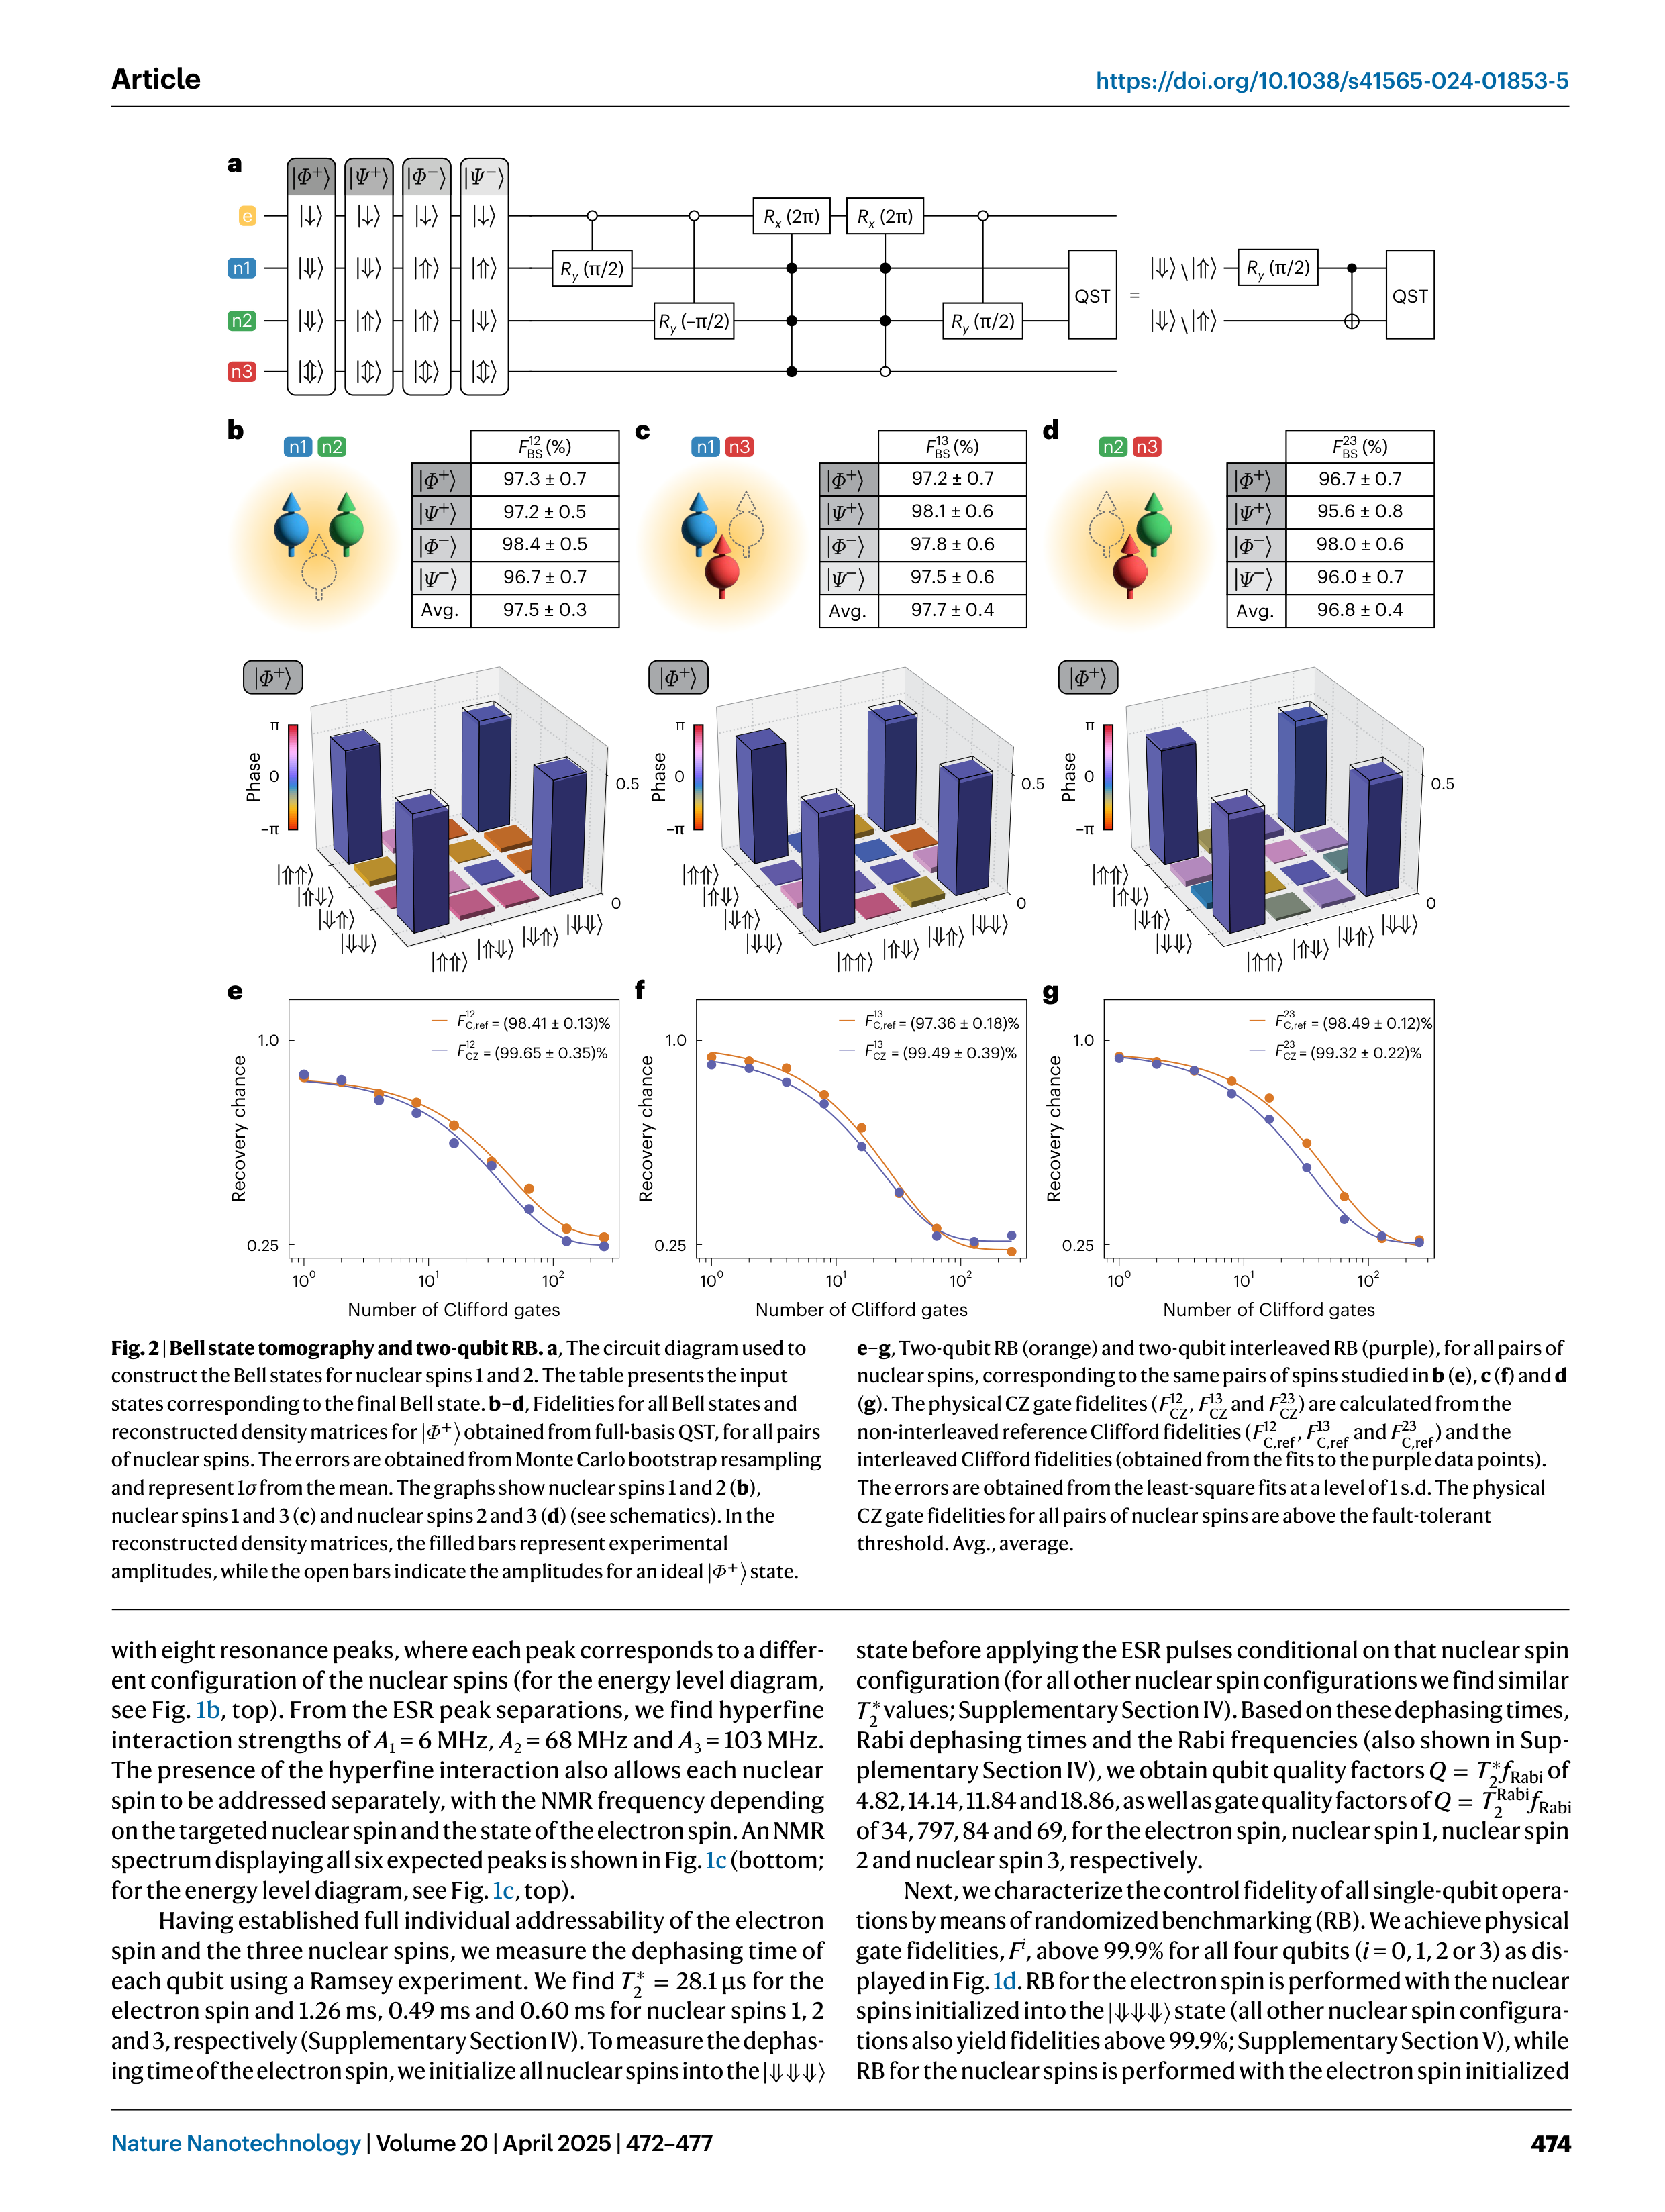 Article
https://doi.org/10.1038/s41565-024-01853-5
a
|Φ⁺⟩ |Ψ⁺⟩ |Φ⁻⟩ |Ψ⁻⟩
e |↓⟩ |↓⟩ |↓⟩ |↓⟩ Rx (2π) Rx (2π)
n1 |⇓⟩ |⇓⟩ |⇑⟩ |⇑⟩ Ry (π/2) |⇓⟩\|⇑⟩ Ry (π/2)
QST = QST
n2 |⇓⟩ |⇑⟩ |⇑⟩ |⇓⟩ Ry (−π/2) Ry (π/2) |⇓⟩\|⇑⟩
n3 |⇕⟩ |⇕⟩ |⇕⟩ |⇕⟩
b
n1 n2
F¹²BS (%)
|Φ⁺⟩ 97.3 ± 0.7
|Ψ⁺⟩ 97.2 ± 0.5
|Φ⁻⟩ 98.4 ± 0.5
|Ψ⁻⟩ 96.7 ± 0.7
Avg. 97.5 ± 0.3
c
n1 n3
F¹³BS (%)
|Φ⁺⟩ 97.2 ± 0.7
|Ψ⁺⟩ 98.1 ± 0.6
|Φ⁻⟩ 97.8 ± 0.6
|Ψ⁻⟩ 97.5 ± 0.6
Avg. 97.7 ± 0.4
d
n2 n3
F²³BS (%)
|Φ⁺⟩ 96.7 ± 0.7
|Ψ⁺⟩ 95.6 ± 0.8
|Φ⁻⟩ 98.0 ± 0.6
|Ψ⁻⟩ 96.0 ± 0.7
Avg. 96.8 ± 0.4
|Φ⁺⟩
π
0
−π
Phase
0.5
0
|⇑⇑⟩
|⇑⇓⟩
|⇓⇑⟩
|⇓⇓⟩
|⇑⇑⟩ |⇑⇓⟩ |⇓⇑⟩ |⇓⇓⟩
|Φ⁺⟩
π
0
−π
Phase
0.5
0
|⇑⇑⟩
|⇑⇓⟩
|⇓⇑⟩
|⇓⇓⟩
|⇑⇑⟩ |⇑⇓⟩ |⇓⇑⟩ |⇓⇓⟩
|Φ⁺⟩
π
0
−π
Phase
0.5
0
|⇑⇑⟩
|⇑⇓⟩
|⇓⇑⟩
|⇓⇓⟩
|⇑⇑⟩ |⇑⇓⟩ |⇓⇑⟩ |⇓⇓⟩
e
F¹²C,ref = (98.41 ± 0.13)%
F¹²CZ = (99.65 ± 0.35)%
1.0
0.25
Recovery chance
10⁰ 10¹ 10²
Number of Clifford gates
f
F¹³C,ref = (97.36 ± 0.18)%
F¹³CZ = (99.49 ± 0.39)%
1.0
0.25
Recovery chance
10⁰ 10¹ 10²
Number of Clifford gates
g
F²³C,ref = (98.49 ± 0.12)%
F²³CZ = (99.32 ± 0.22)%
1.0
0.25
Recovery chance
10⁰ 10¹ 10²
Number of Clifford gates
Fig. 2 | Bell state tomography and two-qubit RB. a, The circuit diagram used to
construct the Bell states for nuclear spins 1 and 2. The table presents the input
states corresponding to the final Bell state. b–d, Fidelities for all Bell states and
reconstructed density matrices for |Φ⁺⟩ obtained from full-basis QST, for all pairs
of nuclear spins. The errors are obtained from Monte Carlo bootstrap resampling
and represent 1σ from the mean. The graphs show nuclear spins 1 and 2 (b),
nuclear spins 1 and 3 (c) and nuclear spins 2 and 3 (d) (see schematics). In the
reconstructed density matrices, the filled bars represent experimental
amplitudes, while the open bars indicate the amplitudes for an ideal |Φ⁺⟩ state.
e–g, Two-qubit RB (orange) and two-qubit interleaved RB (purple), for all pairs of
nuclear spins, corresponding to the same pairs of spins studied in b (e), c (f) and d
(g). The physical CZ gate fidelites (F¹²CZ, F¹³CZ and F²³CZ) are calculated from the
non-interleaved reference Clifford fidelities (F¹²C,ref, F¹³C,ref and F²³C,ref) and the
interleaved Clifford fidelities (obtained from the fits to the purple data points).
The errors are obtained from the least-square fits at a level of 1 s.d. The physical
CZ gate fidelities for all pairs of nuclear spins are above the fault-tolerant
threshold. Avg., average.
with eight resonance peaks, where each peak corresponds to a differ-
ent configuration of the nuclear spins (for the energy level diagram,
see Fig. 1b, top). From the ESR peak separations, we find hyperfine
interaction strengths of A₁ = 6 MHz, A₂ = 68 MHz and A₃ = 103 MHz.
The presence of the hyperfine interaction also allows each nuclear
spin to be addressed separately, with the NMR frequency depending
on the targeted nuclear spin and the state of the electron spin. An NMR
spectrum displaying all six expected peaks is shown in Fig. 1c (bottom;
for the energy level diagram, see Fig. 1c, top).
Having established full individual addressability of the electron
spin and the three nuclear spins, we measure the dephasing time of
each qubit using a Ramsey experiment. We find T₂* = 28.1 μs for the
electron spin and 1.26 ms, 0.49 ms and 0.60 ms for nuclear spins 1, 2
and 3, respectively (Supplementary Section IV). To measure the dephas-
ing time of the electron spin, we initialize all nuclear spins into the |⇓⇓⇓⟩
state before applying the ESR pulses conditional on that nuclear spin
configuration (for all other nuclear spin configurations we find similar
T₂* values; Supplementary Section IV). Based on these dephasing times,
Rabi dephasing times and the Rabi frequencies (also shown in Sup-
plementary Section IV), we obtain qubit quality factors Q = T₂*fRabi of
4.82, 14.14, 11.84 and 18.86, as well as gate quality factors of Q = T₂ᴿᵃᵇⁱfRabi
of 34, 797, 84 and 69, for the electron spin, nuclear spin 1, nuclear spin
2 and nuclear spin 3, respectively.
Next, we characterize the control fidelity of all single-qubit opera-
tions by means of randomized benchmarking (RB). We achieve physical
gate fidelities, Fⁱ, above 99.9% for all four qubits (i = 0, 1, 2 or 3) as dis-
played in Fig. 1d. RB for the electron spin is performed with the nuclear
spins initialized into the |⇓⇓⇓⟩ state (all other nuclear spin configura-
tions also yield fidelities above 99.9%; Supplementary Section V), while
RB for the nuclear spins is performed with the electron spin initialized
Nature Nanotechnology | Volume 20 | April 2025 | 472–477
474